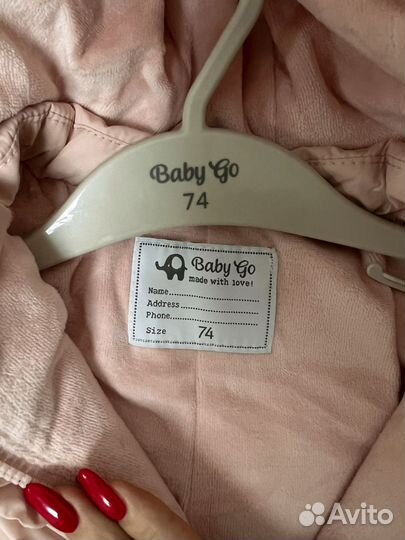 Baby Go
74
Baby Go
made with love!
Name
Address
Phone
Size 74
Avito